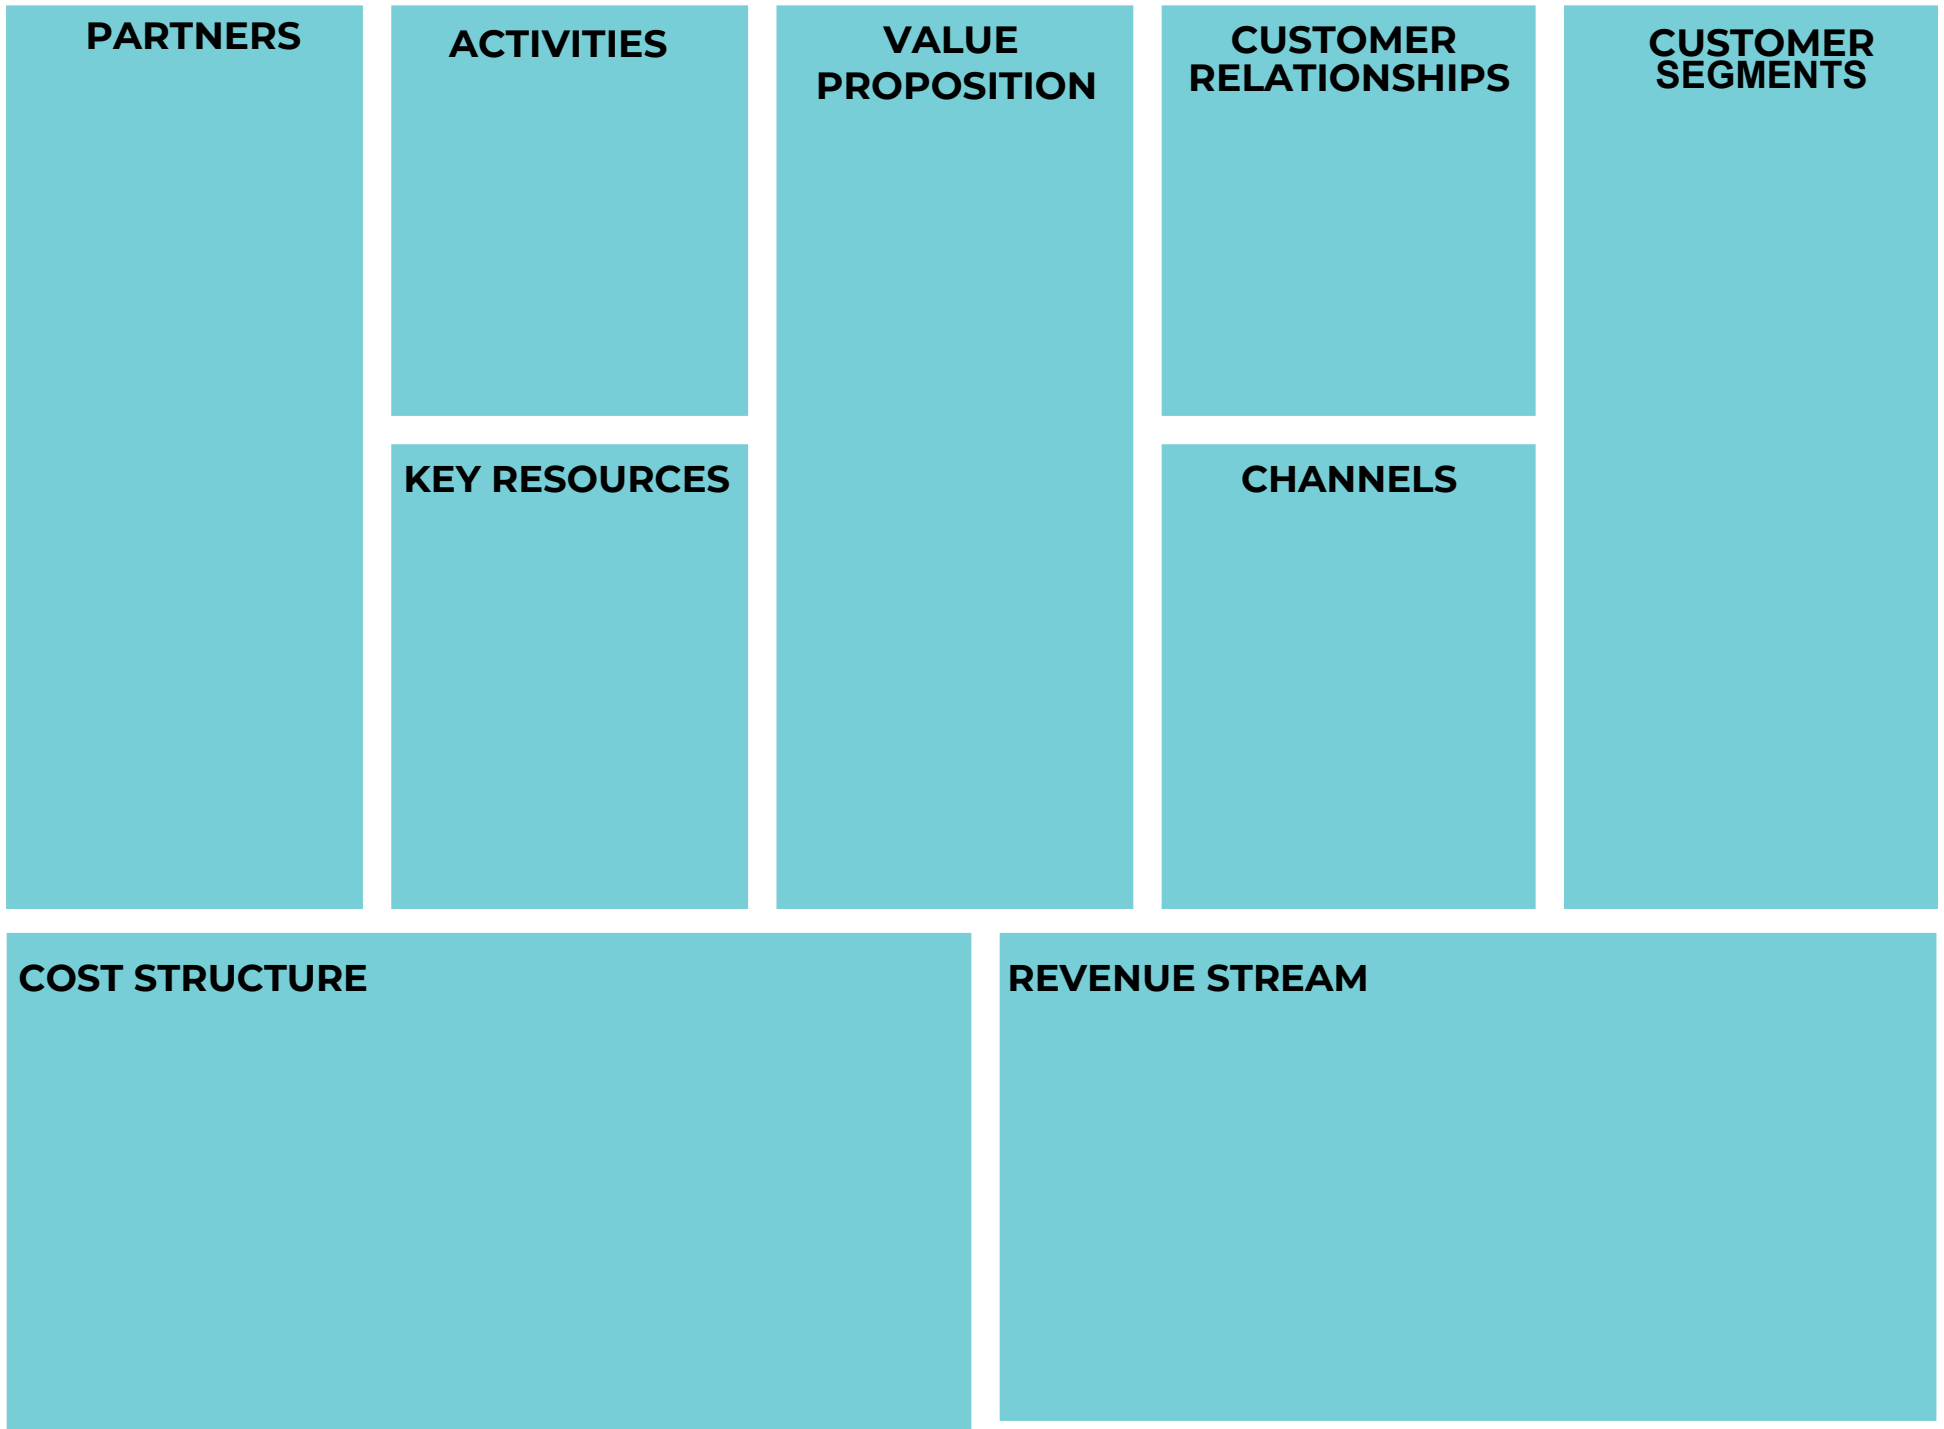 PARTNERS
ACTIVITIES
VALUE
PROPOSITION
CUSTOMER
RELATIONSHIPS
CUSTOMER
SEGMENTS
KEY RESOURCES
CHANNELS
COST STRUCTURE
REVENUE STREAM